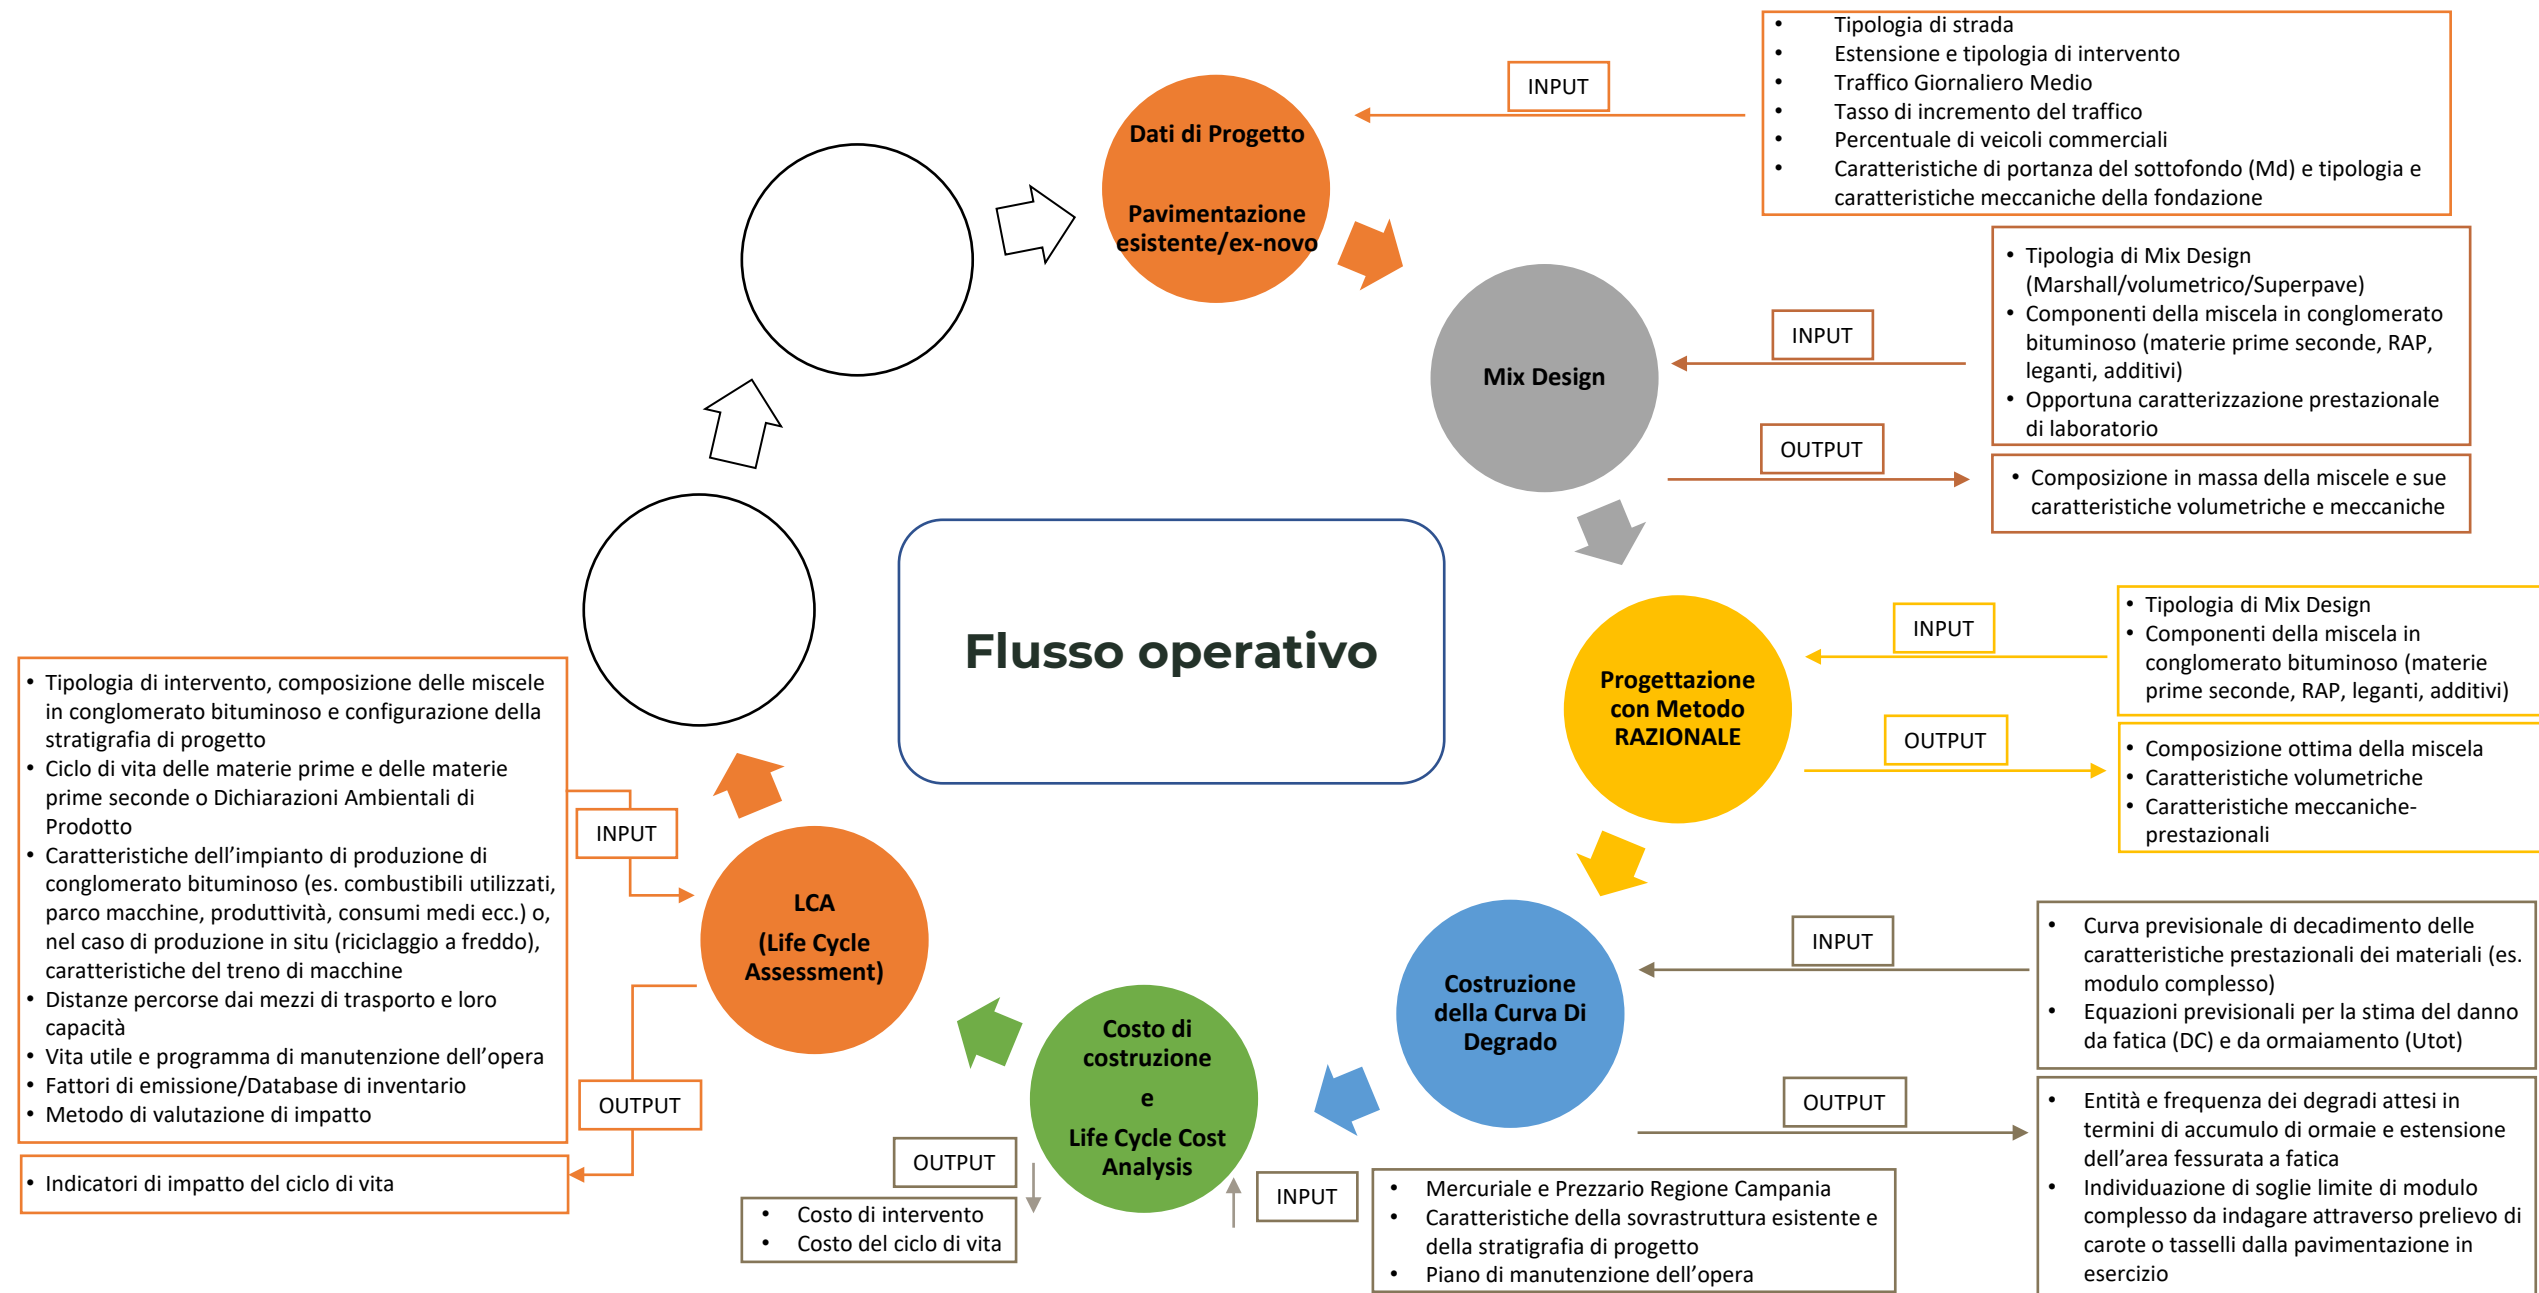 Dati di Progetto
Pavimentazione
esistente/ex-novo
INPUT
• Tipologia di strada
• Estensione e tipologia di intervento
• Traffico Giornaliero Medio
• Tasso di incremento del traffico
• Percentuale di veicoli commerciali
• Caratteristiche di portanza del sottofondo (Md) e tipologia e
caratteristiche meccaniche della fondazione
Mix Design
INPUT
• Tipologia di Mix Design
(Marshall/volumetrico/Superpave)
• Componenti della miscela in conglomerato
bituminoso (materie prime seconde, RAP,
leganti, additivi)
• Opportuna caratterizzazione prestazionale
di laboratorio
OUTPUT
• Composizione in massa della miscele e sue
caratteristiche volumetriche e meccaniche
Flusso operativo
Progettazione
con Metodo
RAZIONALE
INPUT
• Tipologia di Mix Design
• Componenti della miscela in
conglomerato bituminoso (materie
prime seconde, RAP, leganti, additivi)
OUTPUT
• Composizione ottima della miscela
• Caratteristiche volumetriche
• Caratteristiche meccaniche-
prestazionali
Costruzione
della Curva Di
Degrado
INPUT
• Curva previsionale di decadimento delle
caratteristiche prestazionali dei materiali (es.
modulo complesso)
• Equazioni previsionali per la stima del danno
da fatica (DC) e da ormaiamento (Utot)
OUTPUT
• Entità e frequenza dei degradi attesi in
termini di accumulo di ormaie e estensione
dell'area fessurata a fatica
• Individuazione di soglie limite di modulo
complesso da indagare attraverso prelievo di
carote o tasselli dalla pavimentazione in
esercizio
Costo di
costruzione
e
Life Cycle Cost
Analysis
INPUT
• Mercuriale e Prezzario Regione Campania
• Caratteristiche della sovrastruttura esistente e
della stratigrafia di progetto
• Piano di manutenzione dell'opera
OUTPUT
• Costo di intervento
• Costo del ciclo di vita
LCA
(Life Cycle
Assessment)
INPUT
• Tipologia di intervento, composizione delle miscele
in conglomerato bituminoso e configurazione della
stratigrafia di progetto
• Ciclo di vita delle materie prime e delle materie
prime seconde o Dichiarazioni Ambientali di
Prodotto
• Caratteristiche dell'impianto di produzione di
conglomerato bituminoso (es. combustibili utilizzati,
parco macchine, produttività, consumi medi ecc.) o,
nel caso di produzione in situ (riciclaggio a freddo),
caratteristiche del treno di macchine
• Distanze percorse dai mezzi di trasporto e loro
capacità
• Vita utile e programma di manutenzione dell'opera
• Fattori di emissione/Database di inventario
• Metodo di valutazione di impatto
OUTPUT
• Indicatori di impatto del ciclo di vita